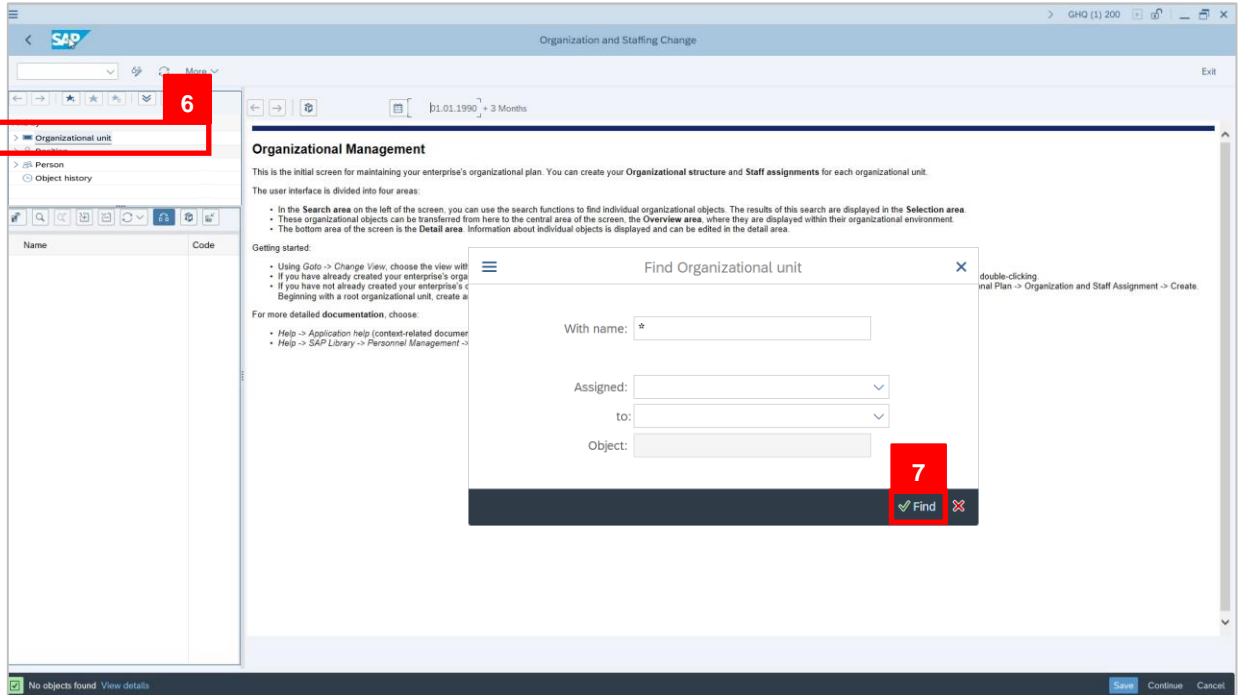 GHQ (1) 200
SAP
Organization and Staffing Change
More
Exit
6
01.01.1990 + 3 Months
Organizational unit
Person
Object history
Name Code
Organizational Management
This is the initial screen for maintaining your enterprise's organizational plan. You can create your Organizational structure and Staff assignments for each organizational unit.
The user interface is divided into four areas:
• In the Search area on the left of the screen, you can use the search functions to find individual organizational objects. The results of this search are displayed in the Selection area.
• These organizational objects can be transferred from here to the central area of the screen, the Overview area, where they are displayed within their organizational environment.
• The bottom area of the screen is the Detail area. Information about individual objects is displayed and can be edited in the detail area.
Getting started:
• Using Goto -> Change View, choose the view with
• If you have already created your enterprise's orga double-clicking.
• If you have not already created your enterprise's nal Plan -> Organization and Staff Assignment -> Create.
Beginning with a root organizational unit, create a
For more detailed documentation, choose:
• Help -> Application help (context-related documen
• Help -> SAP Library -> Personnel Management ->
Find Organizational unit
With name: *
Assigned:
to:
Object:
7
Find
No objects found View details
Save Continue Cancel